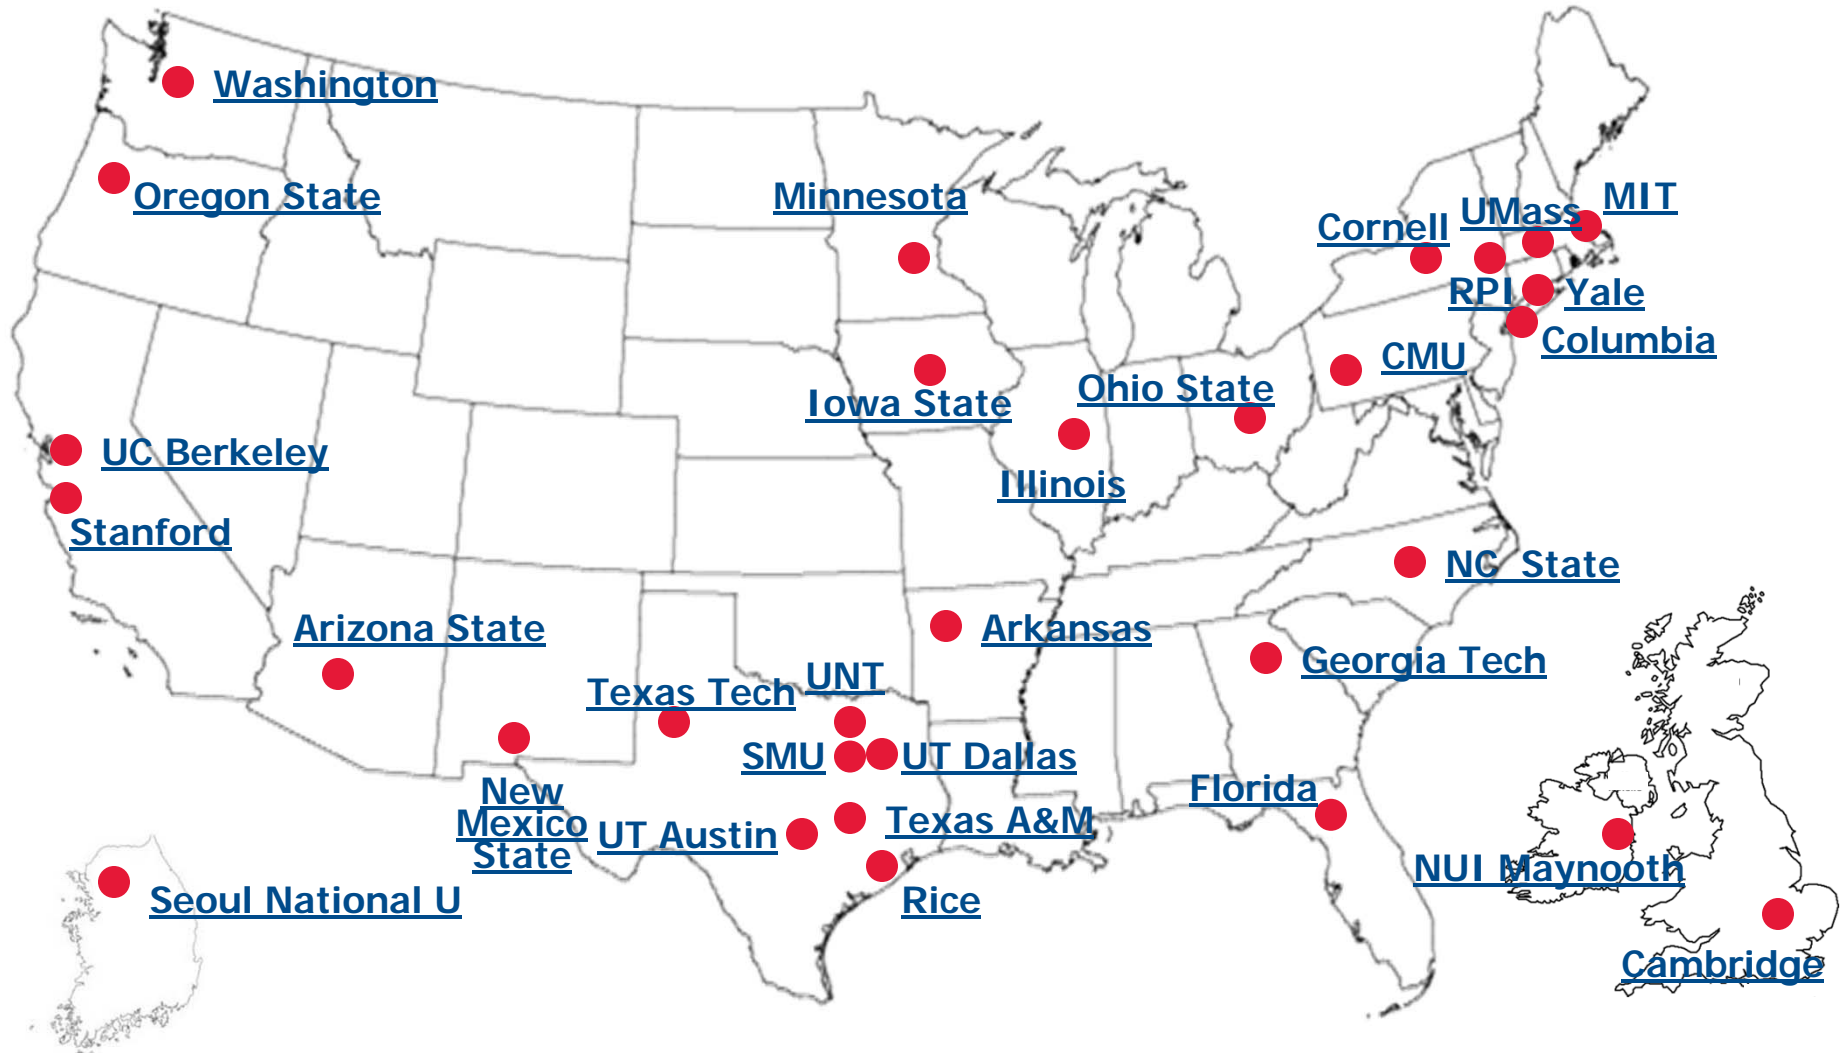 Washington
Oregon State
Minnesota
MIT
UMass
Cornell
RPI
Yale
Columbia
CMU
Ohio State
Iowa State
UC Berkeley
Illinois
Stanford
NC State
Arizona State
Arkansas
Georgia Tech
UNT
Texas Tech
SMU
UT Dallas
Florida
New
Mexico
State
UT Austin
Texas A&M
NUI Maynooth
Seoul National U
Rice
Cambridge